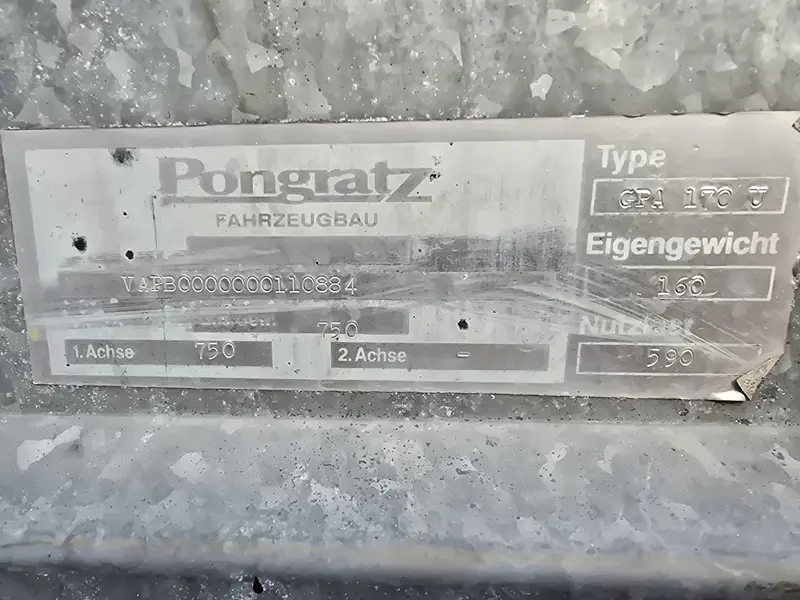 Pongratz
FAHRZEUGBAU
VAPB0000000110884
750
1.Achse 750
2.Achse -
Type
GPA 170 U
Eigengewicht
160
590